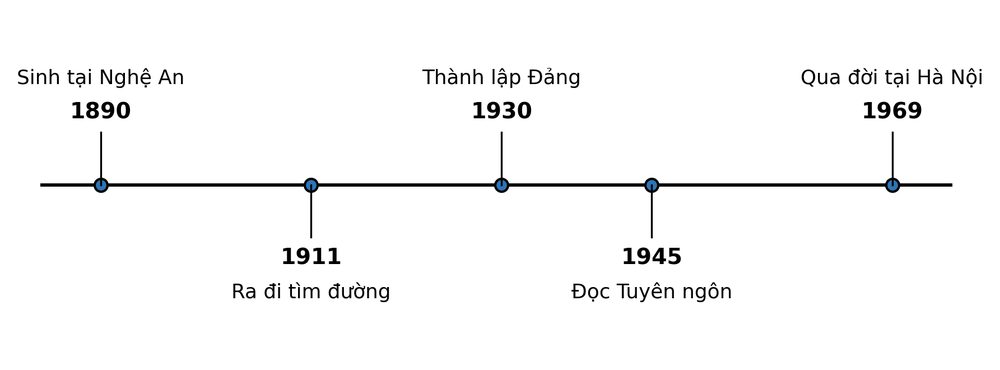 Sinh tại Nghệ An
1890
1911
Ra đi tìm đường
Thành lập Đảng
1930
1945
Đọc Tuyên ngôn
Qua đời tại Hà Nội
1969